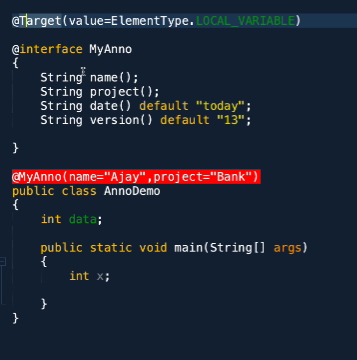 @Target(value=ElementType.LOCAL_VARIABLE)
@interface MyAnno
{
String name();
String project();
String date() default "today";
String version() default "13";
}
@MyAnno(name="Ajay",project="Bank")
public class AnnoDemo
{
int data;
public static void main(String[] args)
{
int x;
}
}